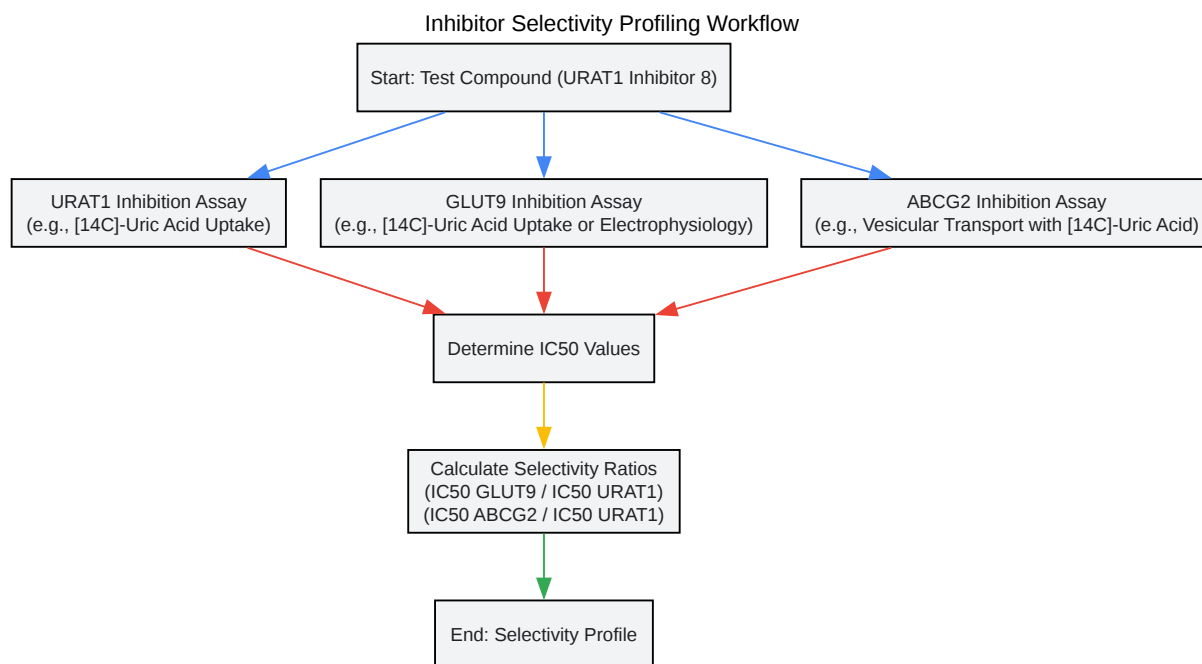 Inhibitor Selectivity Profiling Workflow
Start: Test Compound (URAT1 Inhibitor 8)
URAT1 Inhibition Assay
(e.g., [14C]-Uric Acid Uptake)
GLUT9 Inhibition Assay
(e.g., [14C]-Uric Acid Uptake or Electrophysiology)
ABCG2 Inhibition Assay
(e.g., Vesicular Transport with [14C]-Uric Acid)
Determine IC50 Values
Calculate Selectivity Ratios
(IC50 GLUT9 / IC50 URAT1)
(IC50 ABCG2 / IC50 URAT1)
End: Selectivity Profile